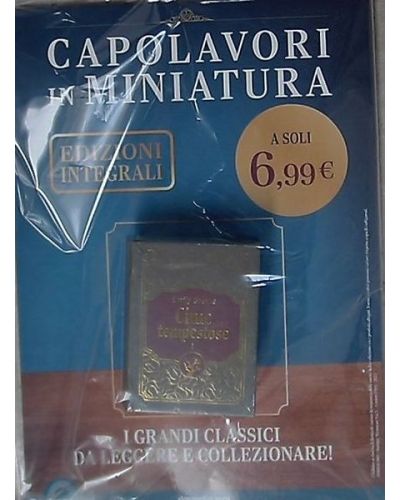 CAPOLAVORI
IN MINIATURA
EDIZIONI
INTEGRALI
A SOLI
6,99€
Cime
tempestose
I GRANDI CLASSICI
DA LEGGERE E COLLEZIONARE!